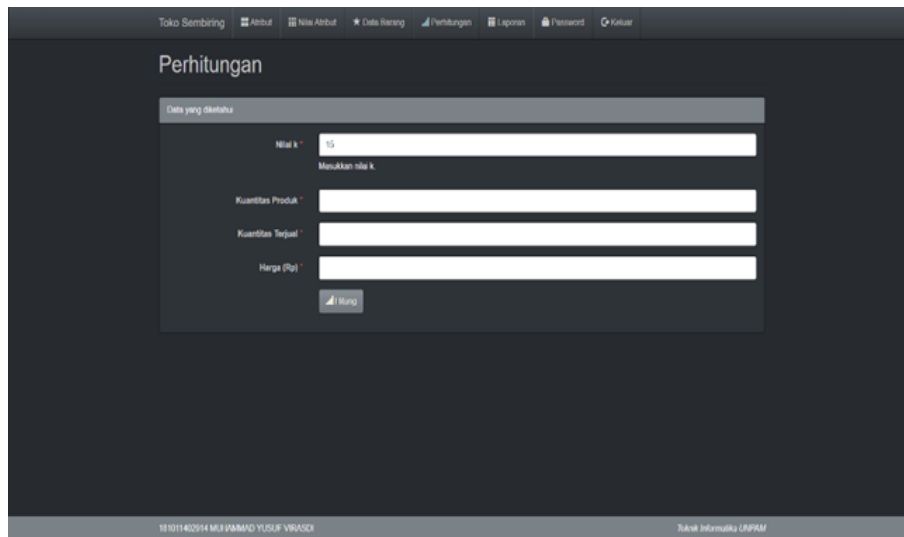 Toko Sembiring Atribut Nilai Atribut Data Barang Perhitungan Laporan Password Keluar
Perhitungan
Data yang diketahui
Nilai k *
15
Masukkan nilai k.
Kuantitas Produk *
Kuantitas Terjual *
Harga (Rp) *
Hitung
181011402914 MUHAMMAD YUSUF VIRASDI
Teknik Informatika UNPAM